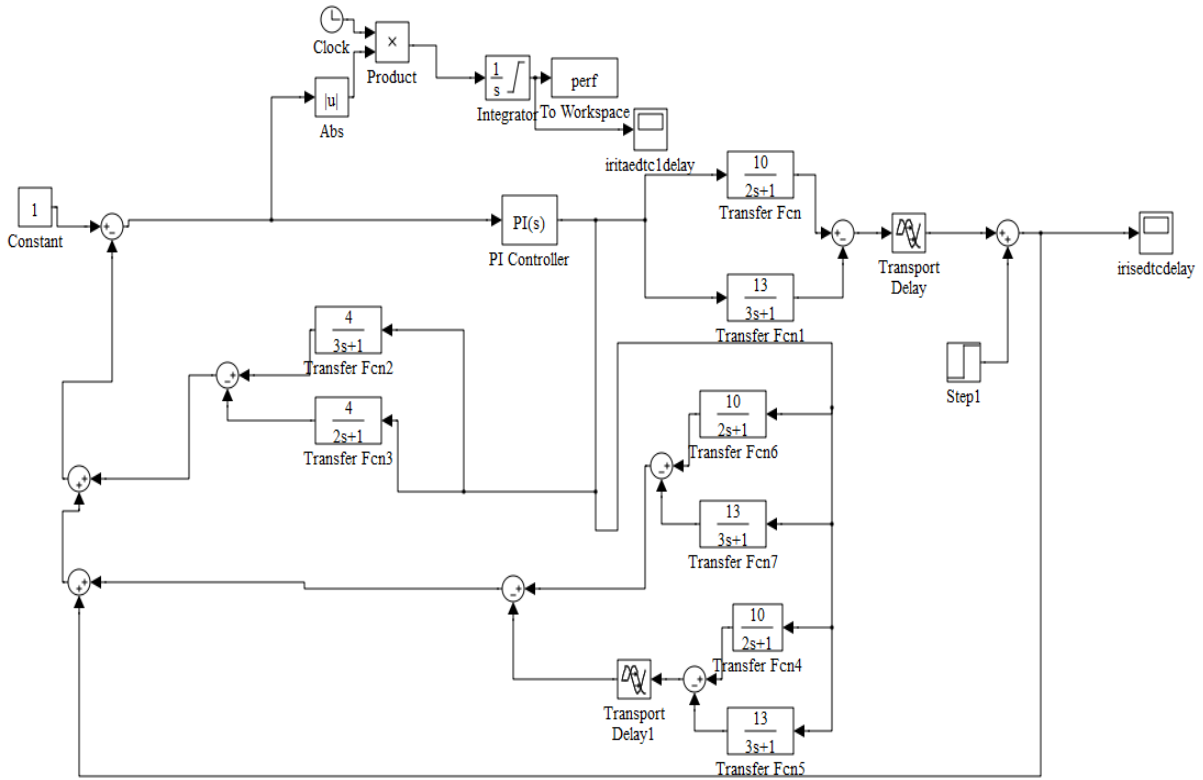 Clock
×
Product
|u|
Abs
1
s
Integrator
perf
To Workspace
iritaedtc1delay
1
Constant
+
-
PI(s)
PI Controller
10
2s+1
Transfer Fcn
13
3s+1
Transfer Fcn1
+
-
Transport
Delay
+
+
irisedtcdelay
Step1
4
3s+1
Transfer Fcn2
4
2s+1
Transfer Fcn3
-
+
10
2s+1
Transfer Fcn6
13
3s+1
Transfer Fcn7
-
+
+
+
+
+
-
+
10
2s+1
Transfer Fcn4
13
3s+1
Transfer Fcn5
-
+
Transport
Delay1